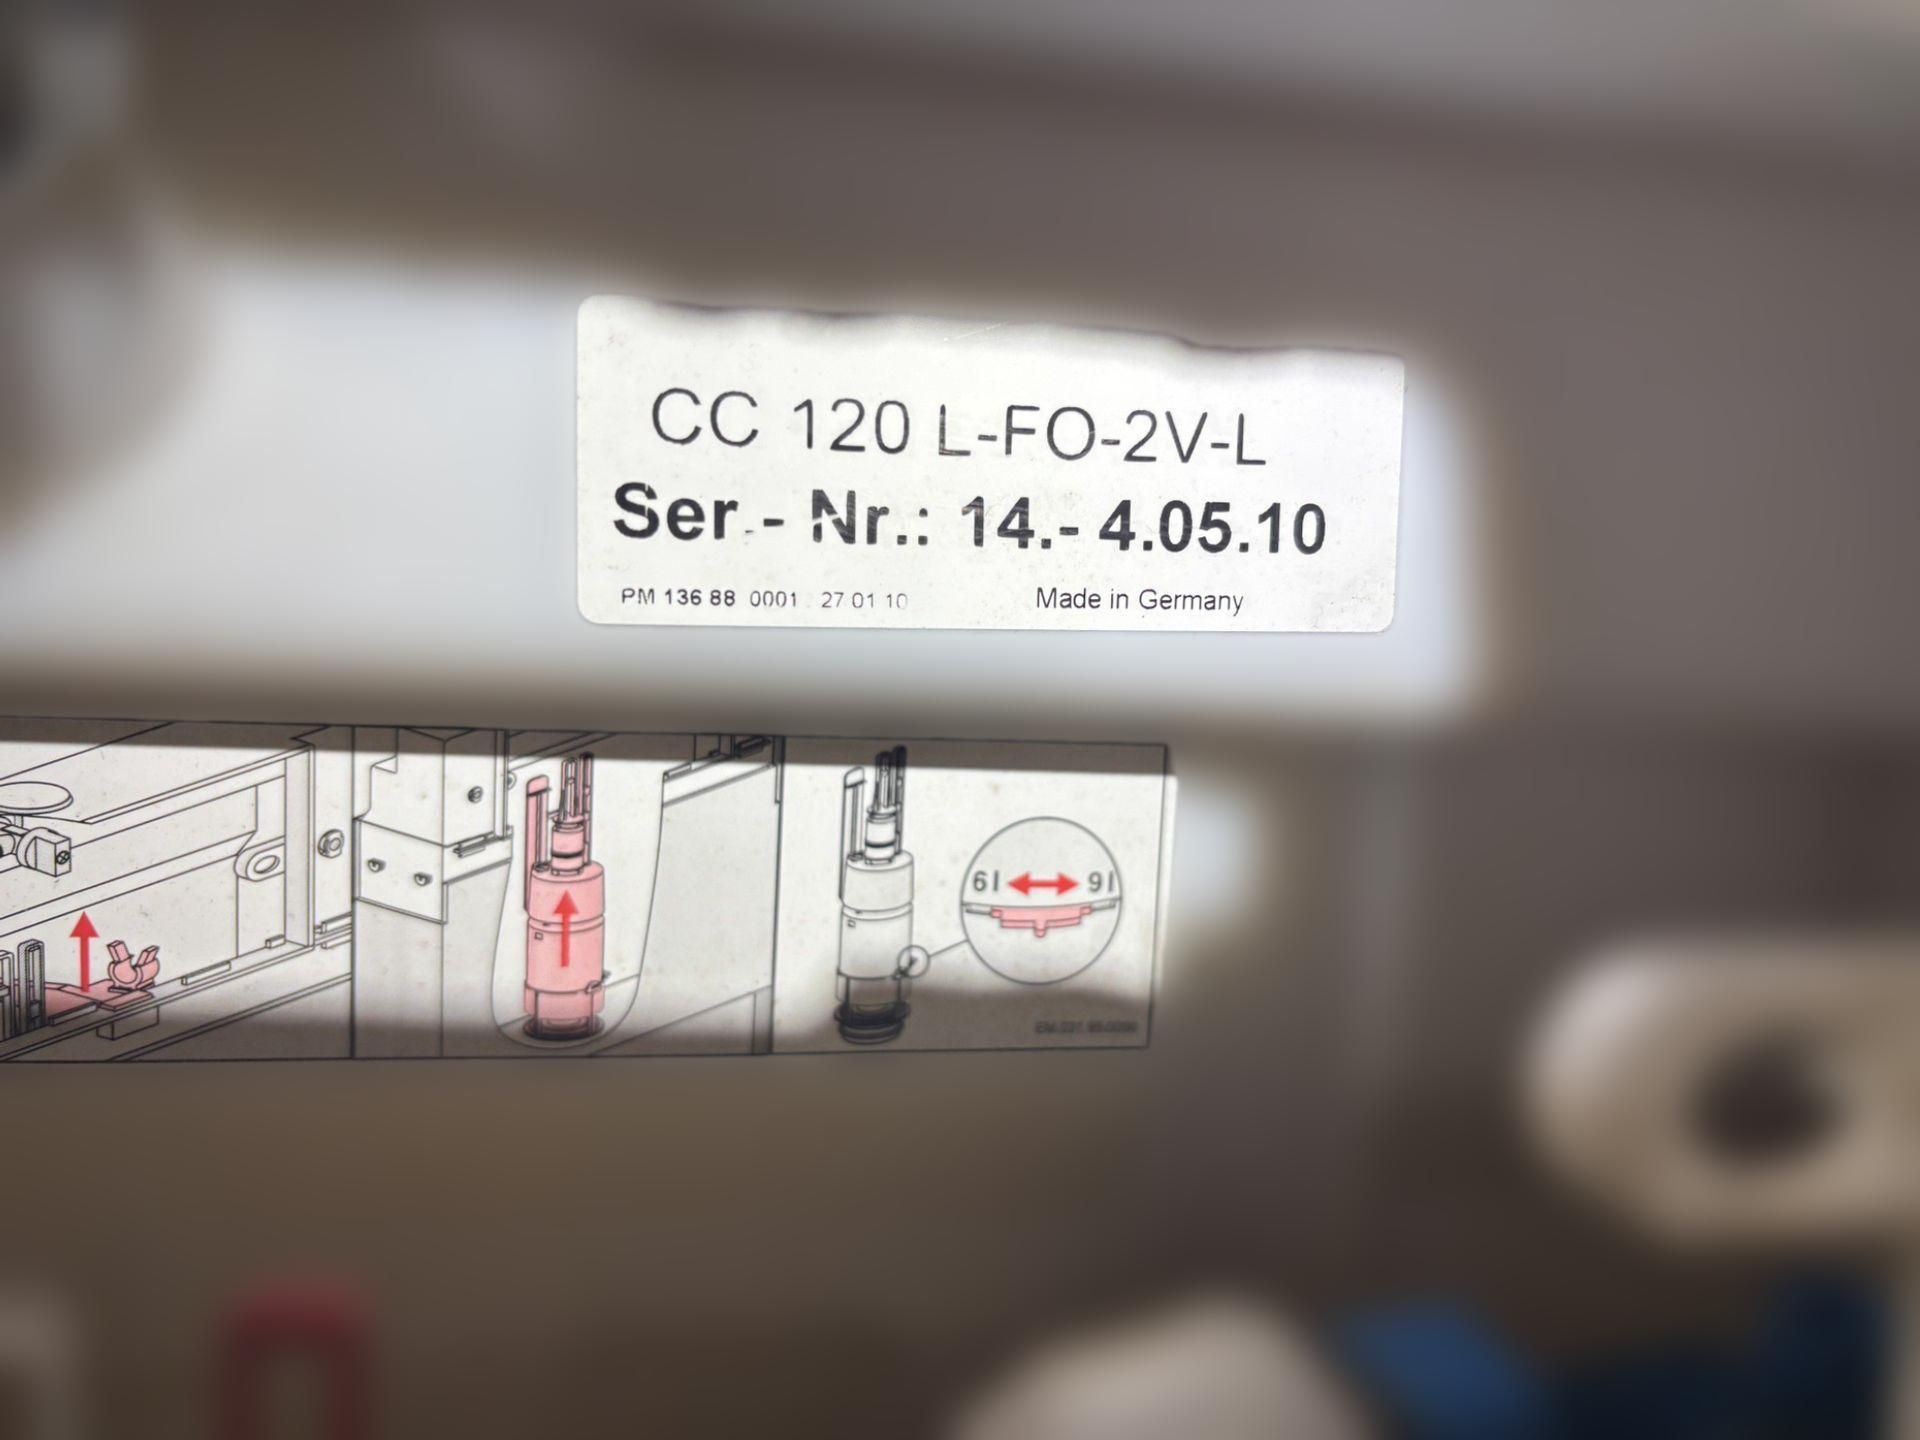 CC 120 L-FO-2V-L
Ser.- Nr.: 14.- 4.05.10
PM 136 88 0001 27 01 10 Made in Germany
6l 9l